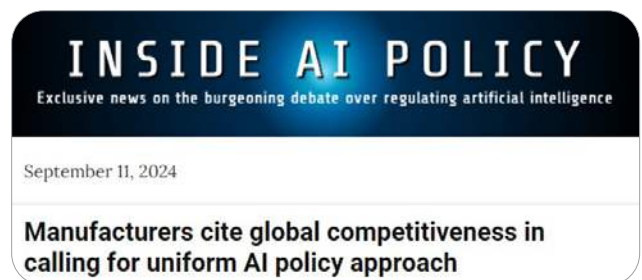 INSIDE AI POLICY
Exclusive news on the burgeoning debate over regulating artificial intelligence
September 11, 2024
Manufacturers cite global competitiveness in
calling for uniform AI policy approach